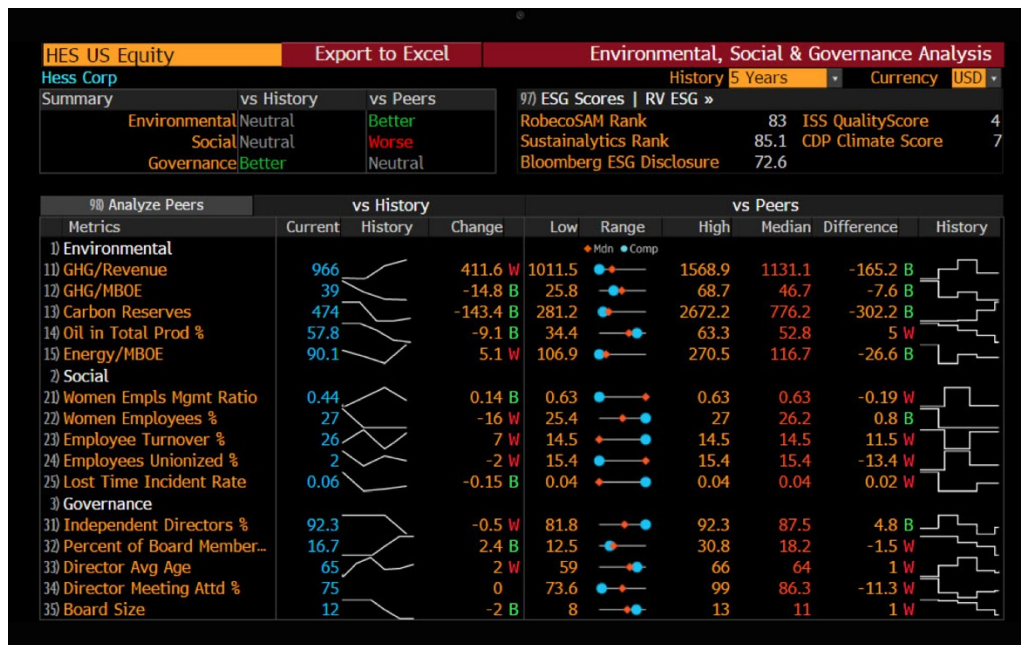 HES US Equity Export to Excel Environmental, Social & Governance Analysis
Hess Corp History 5 Years Currency USD
Summary vs History vs Peers 97) ESG Scores | RV ESG »
Environmental Neutral Better RobecoSAM Rank 83 ISS QualityScore 4
Social Neutral Worse Sustainalytics Rank 85.1 CDP Climate Score 7
Governance Better Neutral Bloomberg ESG Disclosure 72.6
98) Analyze Peers vs History vs Peers
Metrics Current History Change Low Range High Median Difference History
1) Environmental Mdn Comp
11) GHG/Revenue 966 411.6 W 1011.5 1568.9 1131.1 -165.2 B
12) GHG/MBOE 39 -14.8 B 25.8 68.7 46.7 -7.6 B
13) Carbon Reserves 474 -143.4 B 281.2 2672.2 776.2 -302.2 B
14) Oil in Total Prod % 57.8 -9.1 B 34.4 63.3 52.8 5 W
15) Energy/MBOE 90.1 5.1 W 106.9 270.5 116.7 -26.6 B
2) Social
21) Women Empls Mgmt Ratio 0.44 0.14 B 0.63 0.63 0.63 -0.19 W
22) Women Employees % 27 -16 W 25.4 27 26.2 0.8 B
23) Employee Turnover % 26 7 W 14.5 14.5 14.5 11.5 W
24) Employees Unionized % 2 -2 W 15.4 15.4 15.4 -13.4 W
25) Lost Time Incident Rate 0.06 -0.15 B 0.04 0.04 0.04 0.02 W
3) Governance
31) Independent Directors % 92.3 -0.5 W 81.8 92.3 87.5 4.8 B
32) Percent of Board Member... 16.7 2.4 B 12.5 30.8 18.2 -1.5 W
33) Director Avg Age 65 2 W 59 66 64 1 W
34) Director Meeting Attd % 75 0 73.6 99 86.3 -11.3 W
35) Board Size 12 -2 B 8 13 11 1 W